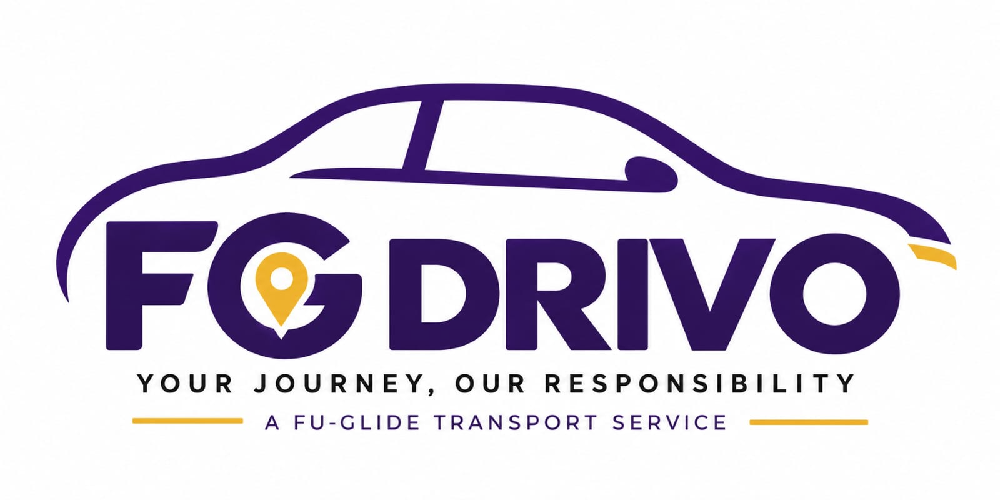 FG DRIVO
YOUR JOURNEY, OUR RESPONSIBILITY
A FU-GLIDE TRANSPORT SERVICE